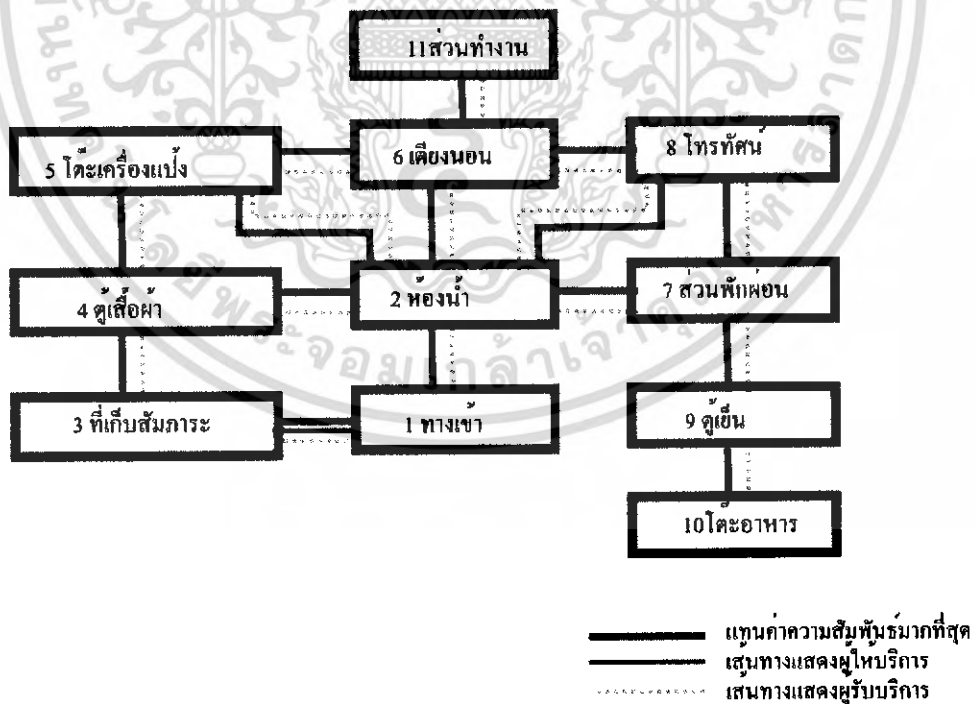 11ส่วนทำงาน
5 โต๊ะเครื่องแป้ง
6 เตียงนอน
8 โทรทัศน์
4 ตู้เสื้อผ้า
2 ห้องน้ำ
7 ส่วนพักผ่อน
3 ที่เก็บสัมภาระ
1 ทางเข้า
9 ตู้เย็น
10โต๊ะอาหาร
แทนค่าความสัมพันธ์มากที่สุด
เส้นทางแสดงผู้ให้บริการ
เส้นทางแสดงผู้รับบริการ